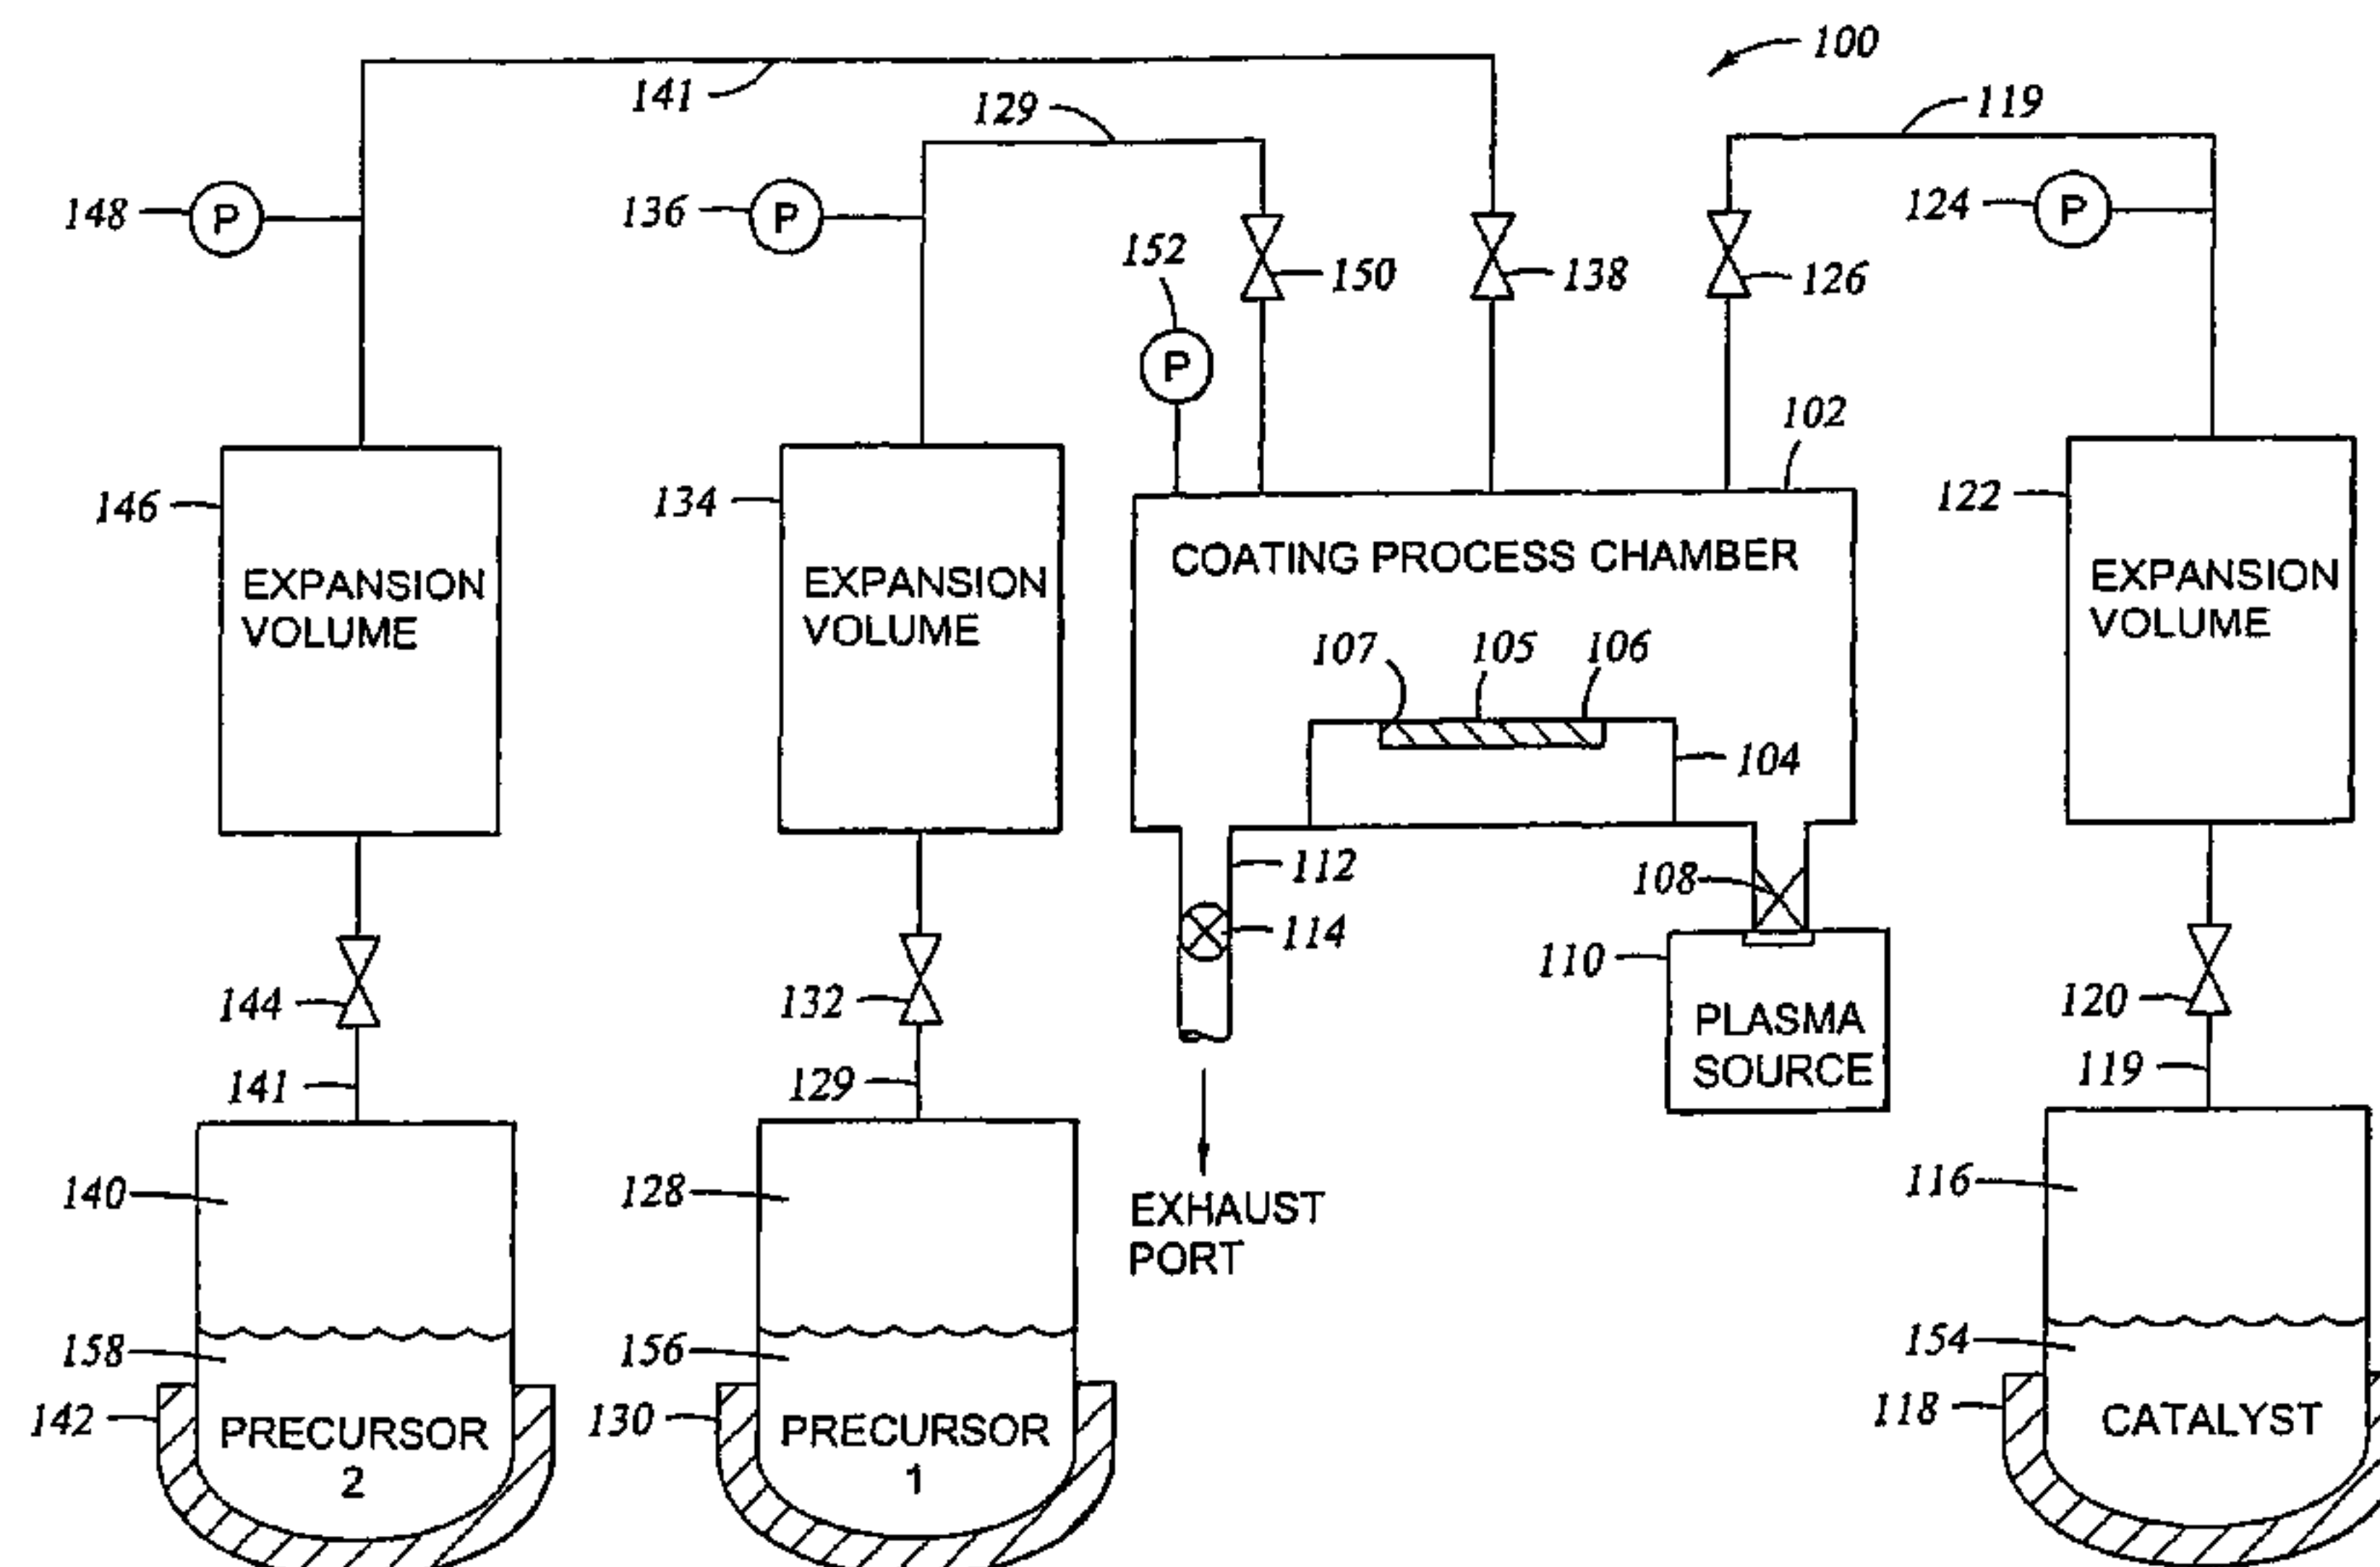 100
141
129
119
148
P
136
P
124
P
152
150
138
126
P
102
146
134
122
COATING PROCESS CHAMBER
EXPANSION
VOLUME
EXPANSION
VOLUME
EXPANSION
VOLUME
107
105
106
104
112
108
114
110
144
132
120
PLASMA
SOURCE
141
129
119
140
128
116
EXHAUST
PORT
158
156
154
142
130
118
PRECURSOR
2
PRECURSOR
1
CATALYST